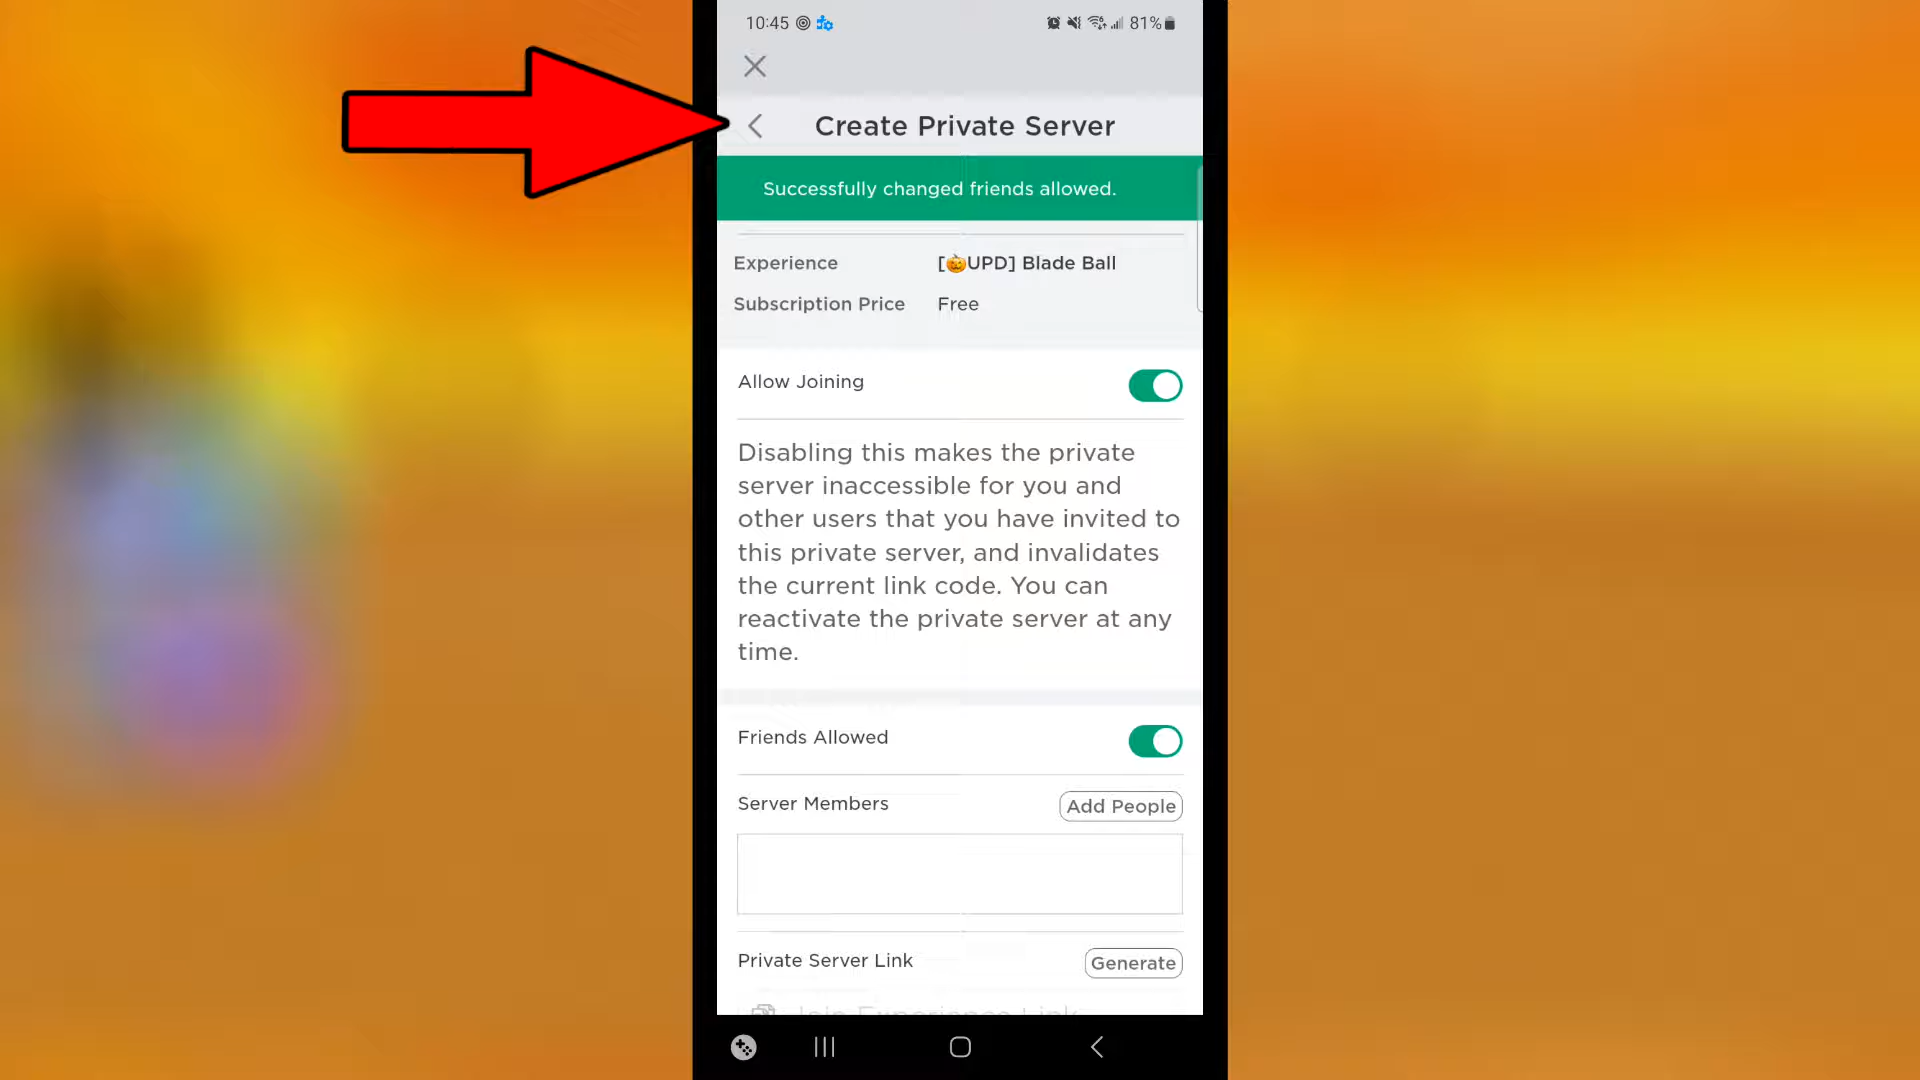 10:45
81%
Create Private Server
Successfully changed friends allowed.
Experience
[🎃UPD] Blade Ball
Subscription Price
Free
Allow Joining
Disabling this makes the private
server inaccessible for you and
other users that you have invited to
this private server, and invalidates
the current link code. You can
reactivate the private server at any
time.
Friends Allowed
Server Members
Add People
Private Server Link
Generate
Join Experience Link